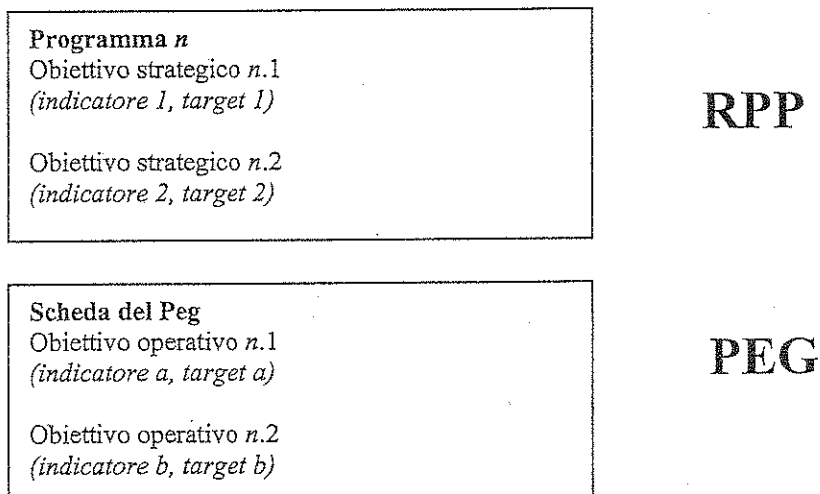 Programma n
Obiettivo strategico n.1
(indicatore 1, target 1)
RPP
Obiettivo strategico n.2
(indicatore 2, target 2)
Scheda del Peg
Obiettivo operativo n.1
(indicatore a, target a)
PEG
Obiettivo operativo n.2
(indicatore b, target b)